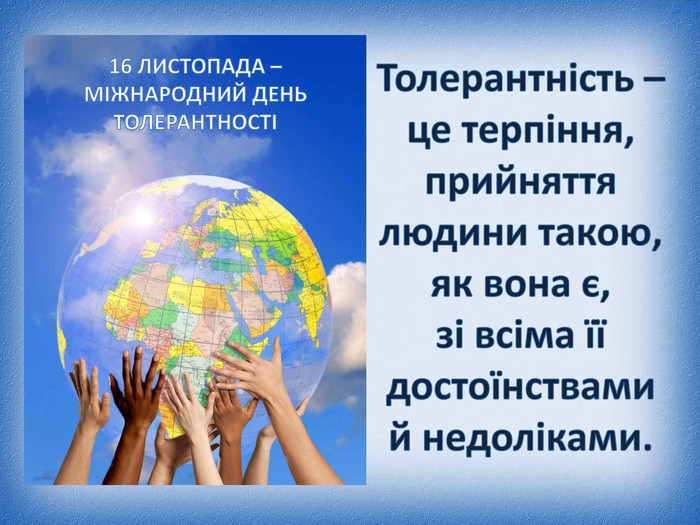 16 ЛИСТОПАДА –
МІЖНАРОДНИЙ ДЕНЬ
ТОЛЕРАНТНОСТІ
Толерантність –
це терпіння,
прийняття
людини такою,
як вона є,
зі всіма її
достоїнствами
й недоліками.